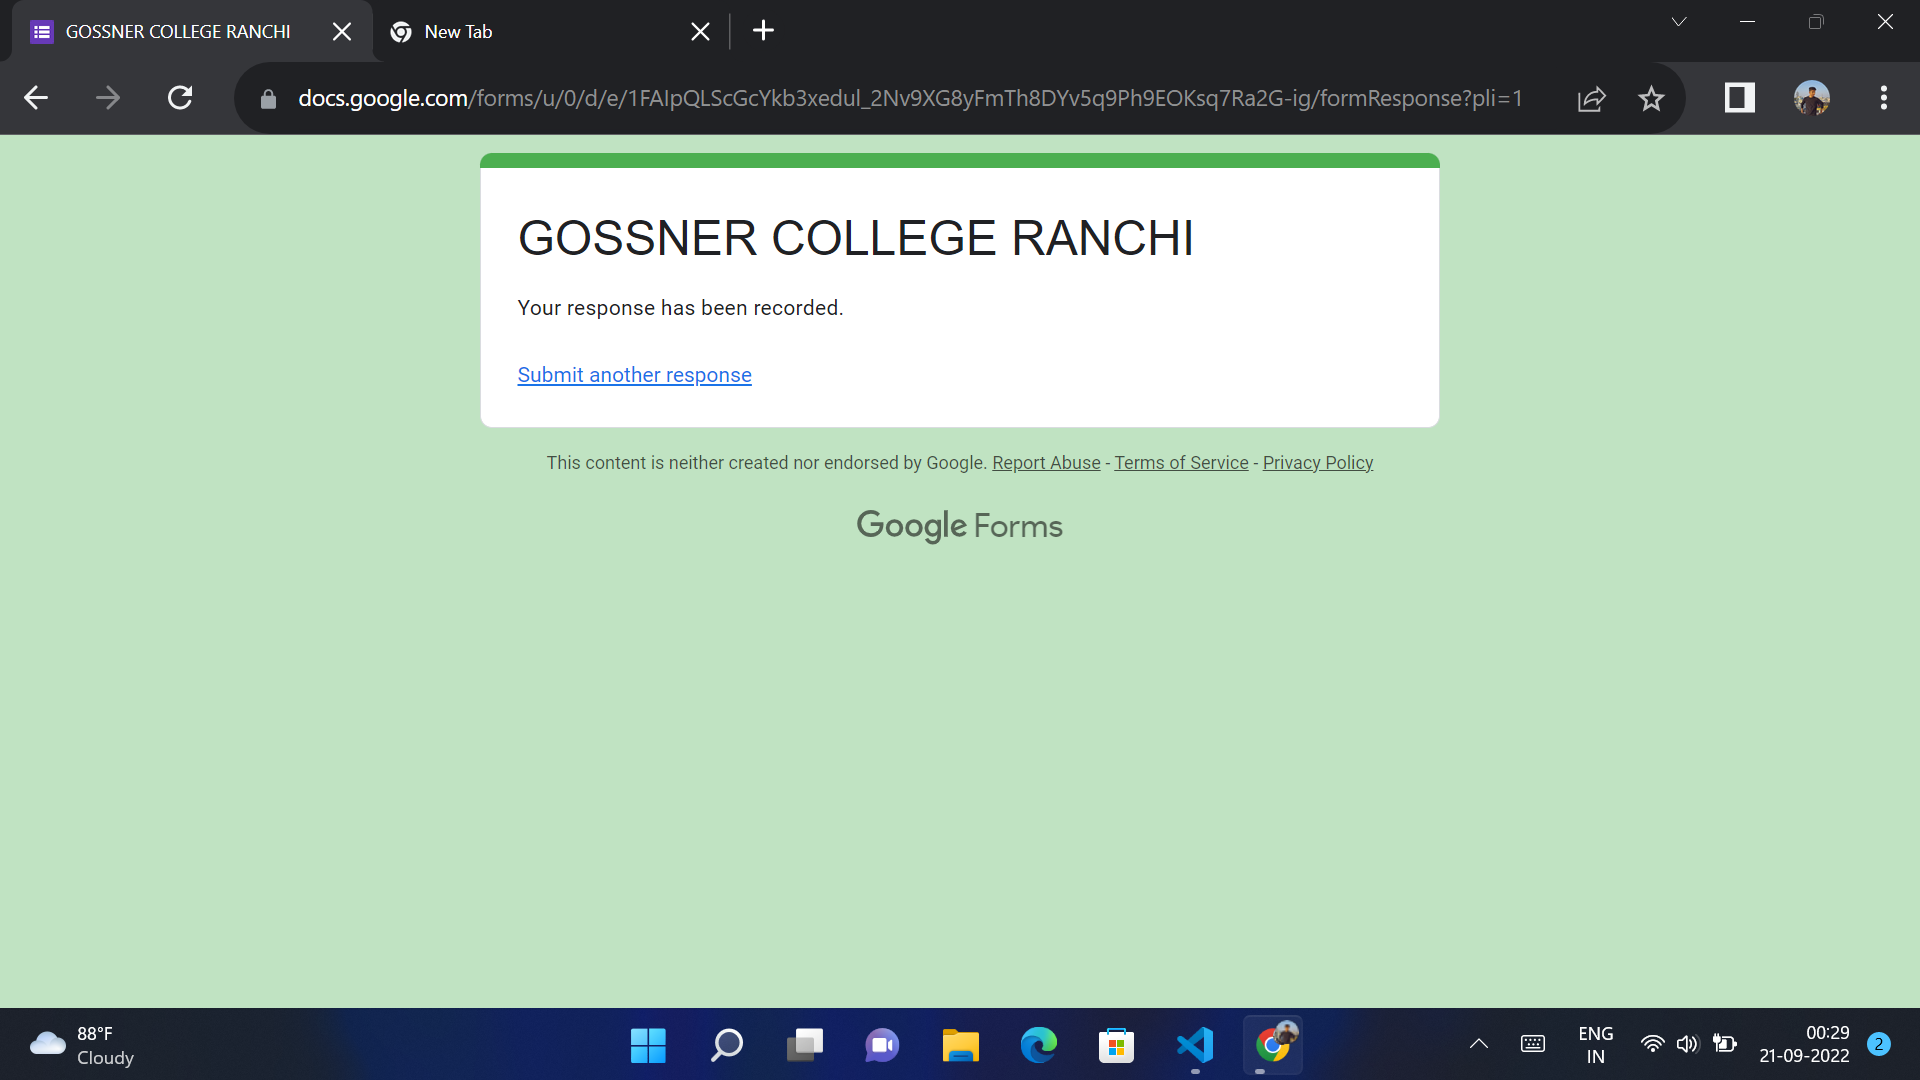 GOSSNER COLLEGE RANCHI
New Tab
docs.google.com/forms/u/0/d/e/1FAIpQLScGcYkb3xedul_2Nv9XG8yFmTh8DYv5q9Ph9EOKsq7Ra2G-ig/formResponse?pli=1
GOSSNER COLLEGE RANCHI
Your response has been recorded.
Submit another response
This content is neither created nor endorsed by Google. Report Abuse - Terms of Service - Privacy Policy
Google Forms
88°F
Cloudy
ENG
IN
00:29
21-09-2022
2